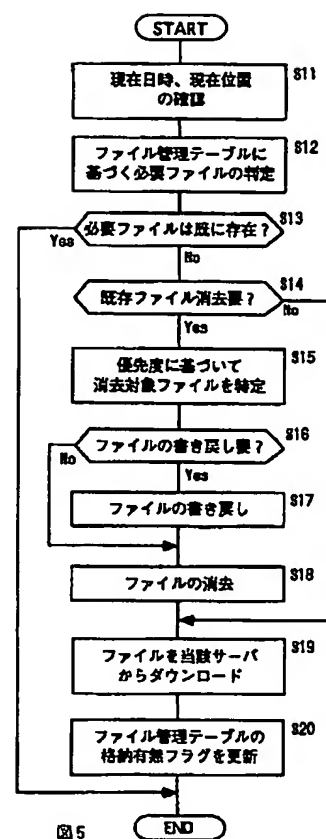 START
現在日時、現在位置
の確認
S11
ファイル管理テーブルに
基づく必要ファイルの判定
S12
必要ファイルは既に存在?
S13
Yes
No
既存ファイル消去要?
S14
No
Yes
優先度に基づいて
消去対象ファイルを特定
S15
ファイルの書き戻し要?
S16
No
Yes
ファイルの書き戻し
S17
ファイルの消去
S18
ファイルを当該サーバ
からダウンロード
S19
ファイル管理テーブルの
格納有無フラグを更新
S20
END
図5